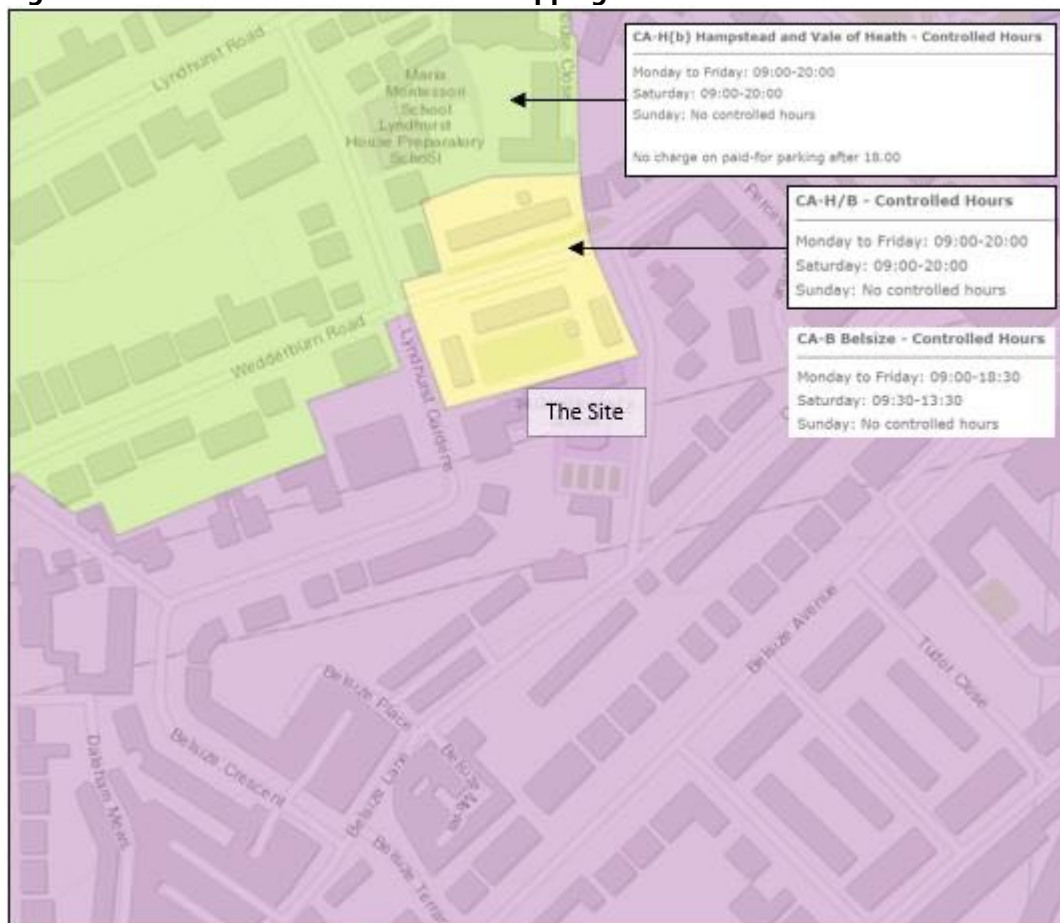 Lyndhurst Road
Maria
Montessori
School
Lyndhurst
House Preparatory
School
Close
CA-H(b) Hampstead and Vale of Heath - Controlled Hours
Monday to Friday: 09:00-20:00
Saturday: 09:00-20:00
Sunday: No controlled hours
No charge on paid-for parking after 18.00
CA-H/B - Controlled Hours
Monday to Friday: 09:00-20:00
Saturday: 09:00-20:00
Sunday: No controlled hours
CA-B Belsize - Controlled Hours
Monday to Friday: 09:00-18:30
Saturday: 09:30-13:30
Sunday: No controlled hours
Wedderburn Road
Lyndhurst Gardens
The Site
Belsize Avenue
Tudor Close
Belsize Place
Belsize Mews
Belsize Lane
Belsize Crescent
Daleham Mews
Belsize